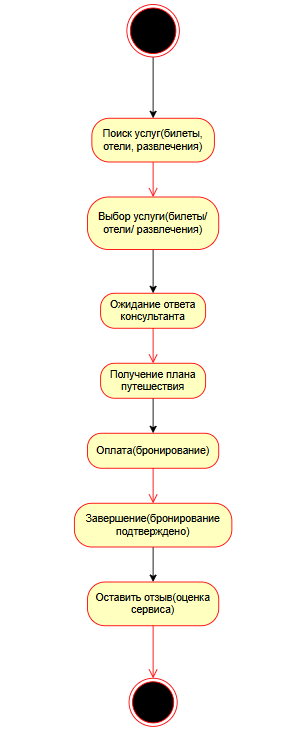 Поиск услуг(билеты,
отели, развлечения)
Выбор услуги(билеты/
отели/ развлечения)
Ожидание ответа
консультанта
Получение плана
путешествия
Оплата(бронирование)
Завершение(бронирование
подтверждено)
Оставить отзыв(оценка
сервиса)